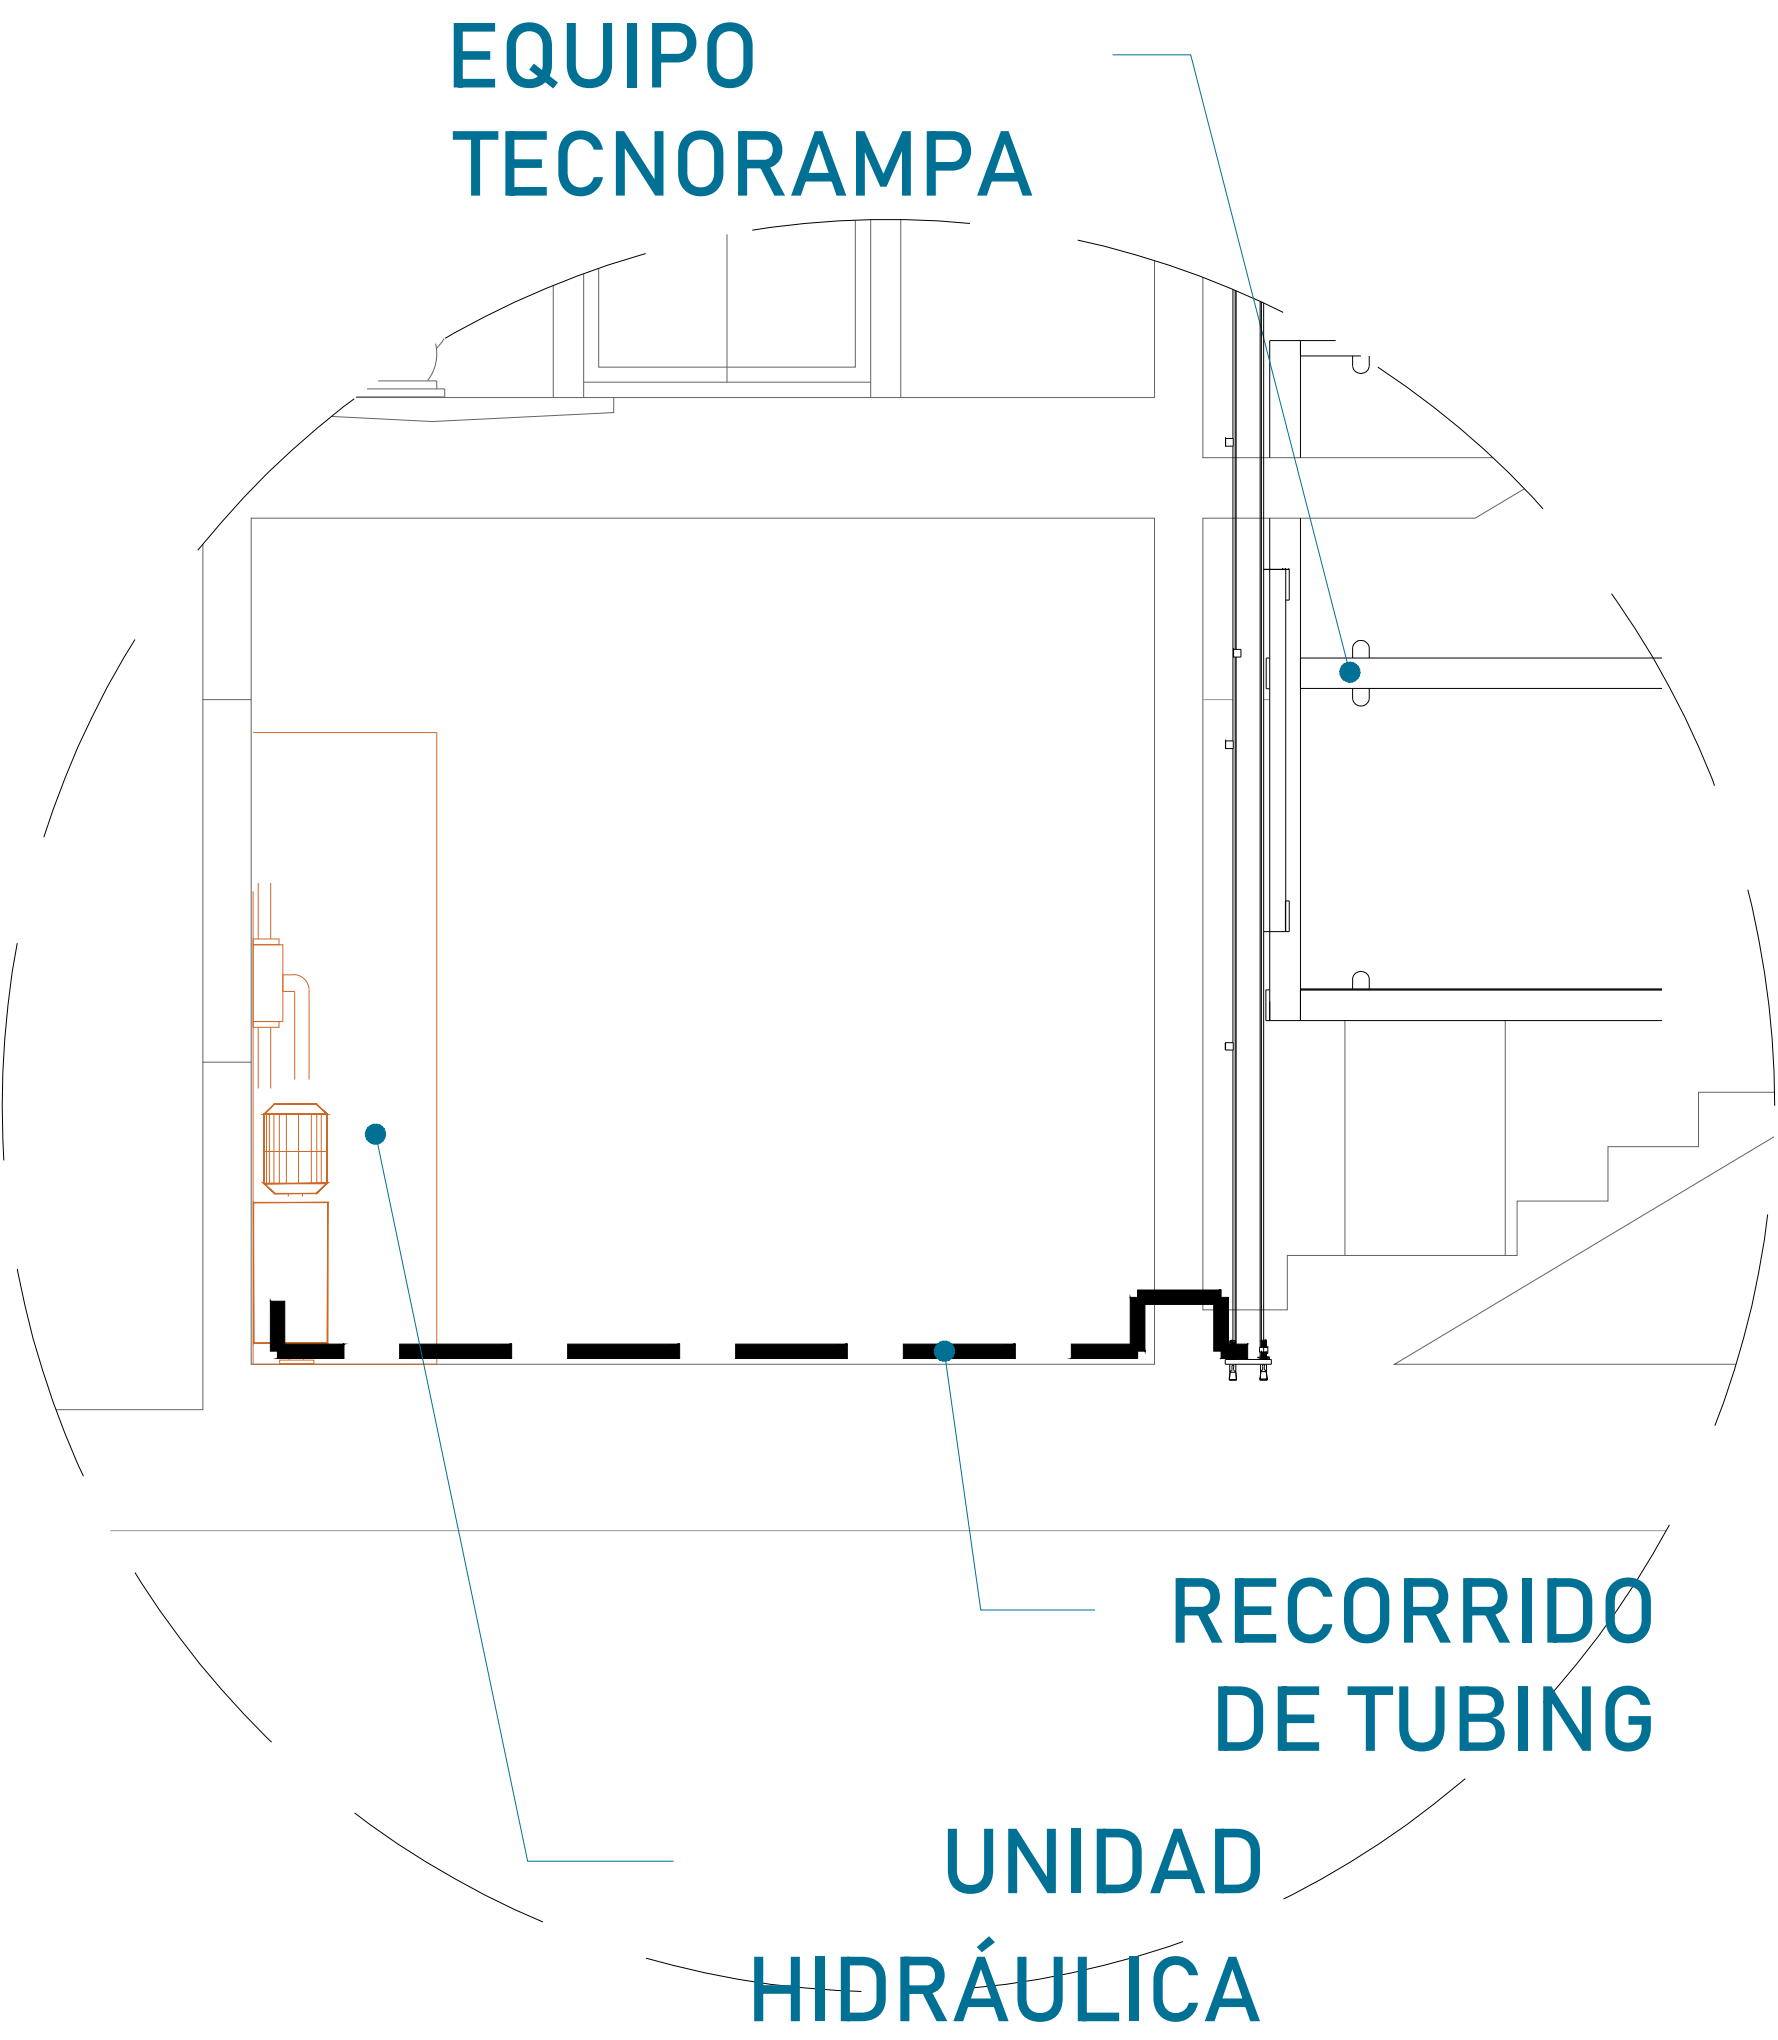 EQUIPO
TECNORAMPA
RECORRIDO
DE TUBING
UNIDAD
HIDRÁULICA